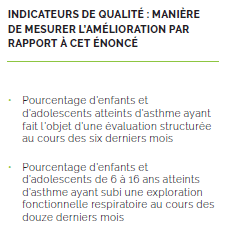 INDICATEURS DE QUALITÉ : MANIÈRE
DE MESURER L'AMÉLIORATION PAR
RAPPORT À CET ÉNONCÉ
· Pourcentage d'enfants et
d'adolescents atteints d'asthme ayant
fait l'objet d'une évaluation structurée
au cours des six derniers mois
· Pourcentage d'enfants et
d'adolescents de 6 à 16 ans atteints
d'asthme ayant subi une exploration
fonctionnelle respiratoire au cours des
douze derniers mois